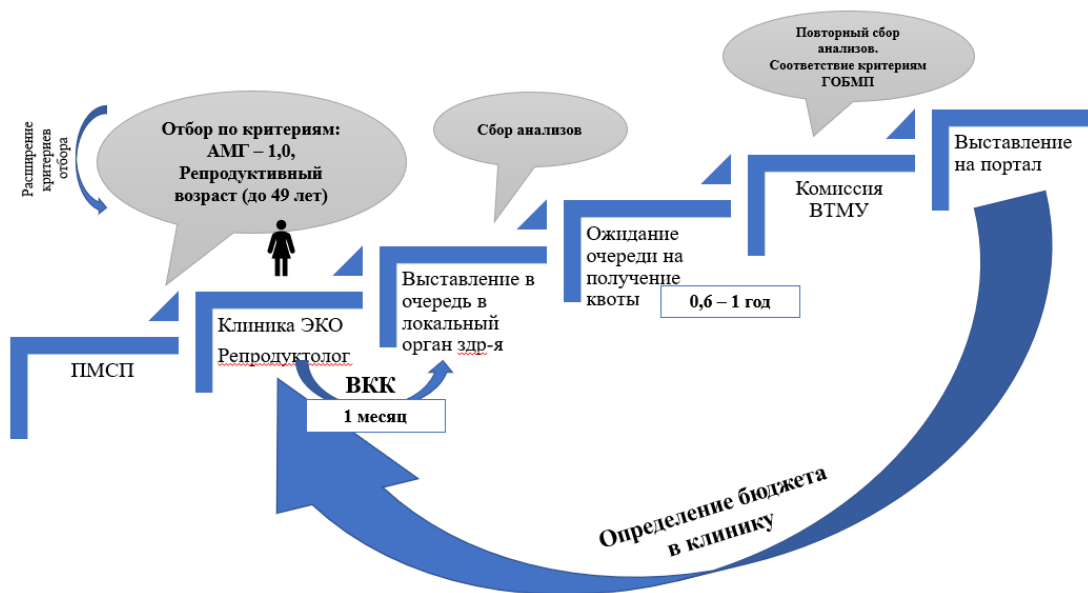 Повторный сбор
анализов.
Соответствие критериям
ГОБМП
Расширение
критериев
отбора
Отбор по критериям:
АМГ – 1,0,
Репродуктивный
возраст (до 49 лет)
Сбор анализов
Выставление
на портал
Комиссия
ВТМУ
Ожидание
очереди на
получение
квоты
0,6 – 1 год
Выставление в
очередь в
локальный
орган здр-я
Клиника ЭКО
Репродуктолог
ПМСП
ВКК
1 месяц
Определение бюджета
в клинику